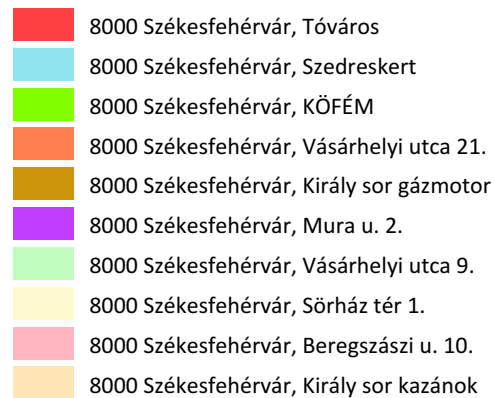 8000 Székesfehérvár, Tóváros
8000 Székesfehérvár, Szedreskert
8000 Székesfehérvár, KÖFÉM
8000 Székesfehérvár, Vásárhelyi utca 21.
8000 Székesfehérvár, Király sor gázmotor
8000 Székesfehérvár, Mura u. 2.
8000 Székesfehérvár, Vásárhelyi utca 9.
8000 Székesfehérvár, Sörház tér 1.
8000 Székesfehérvár, Beregszászi u. 10.
8000 Székesfehérvár, Király sor kazánok